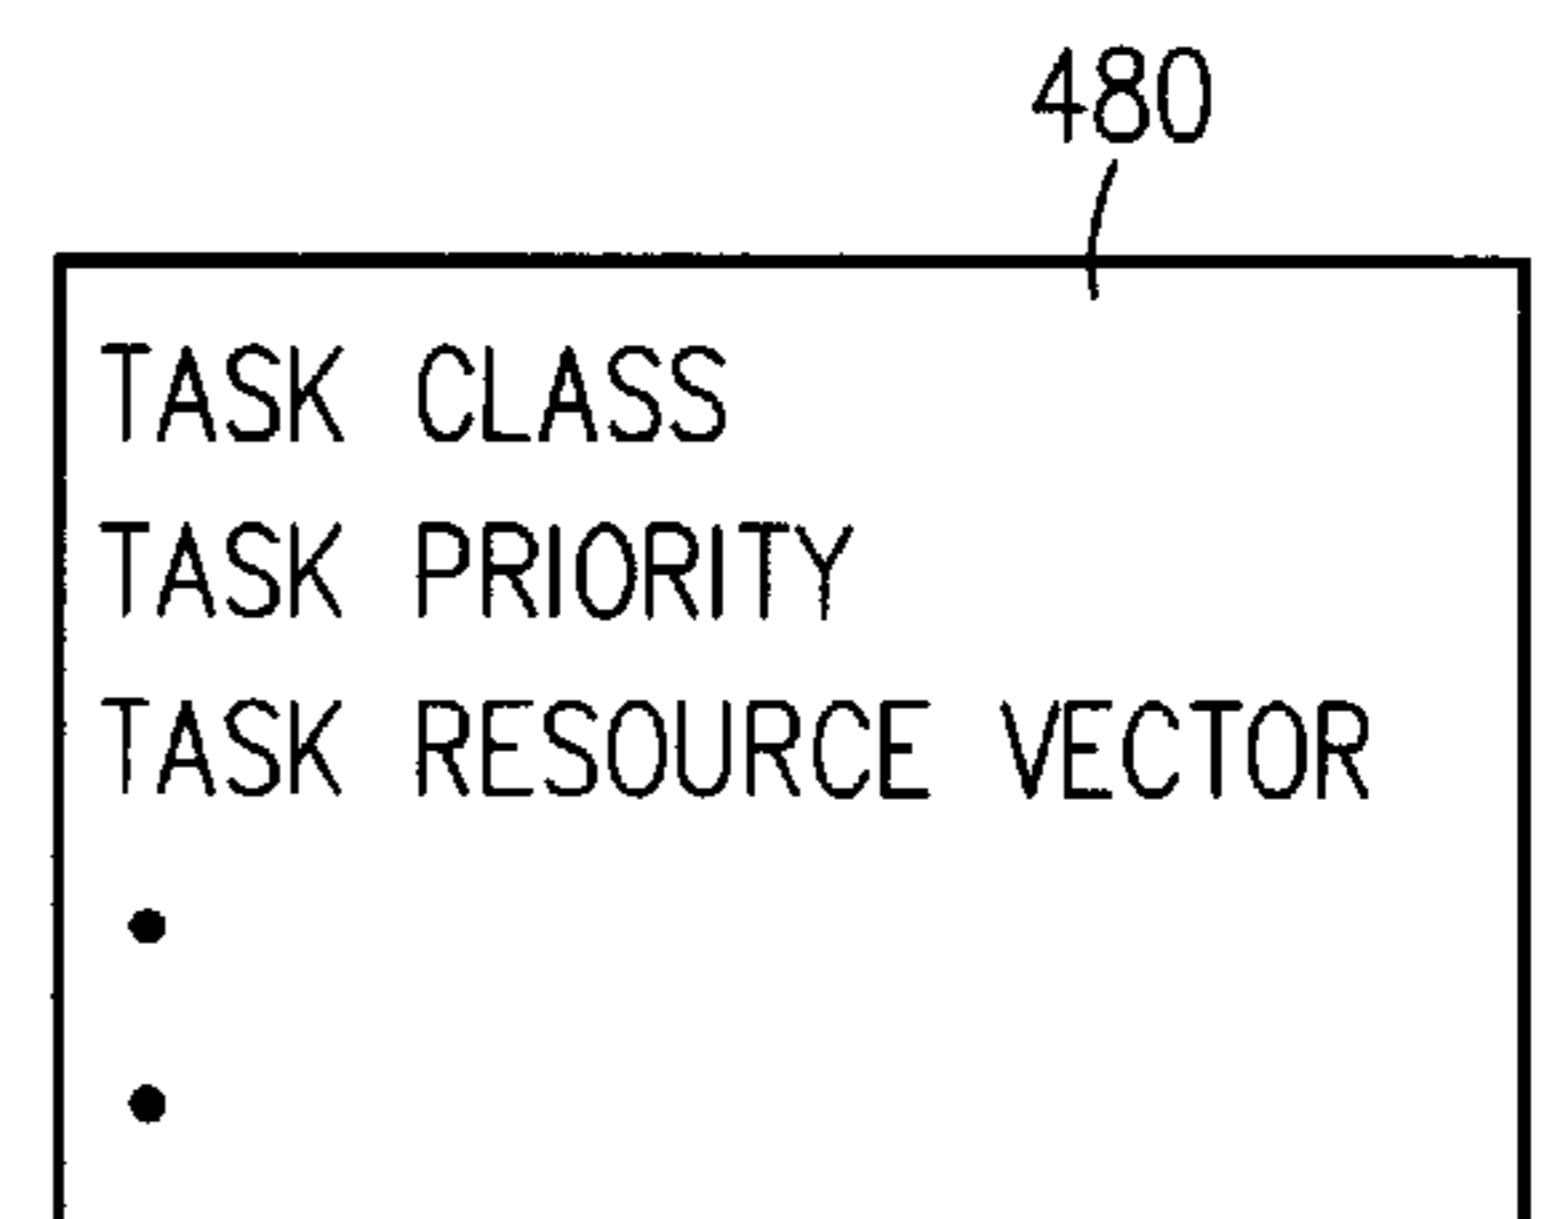 480
TASK CLASS
TASK PRIORITY
TASK RESOURCE VECTOR
•
•